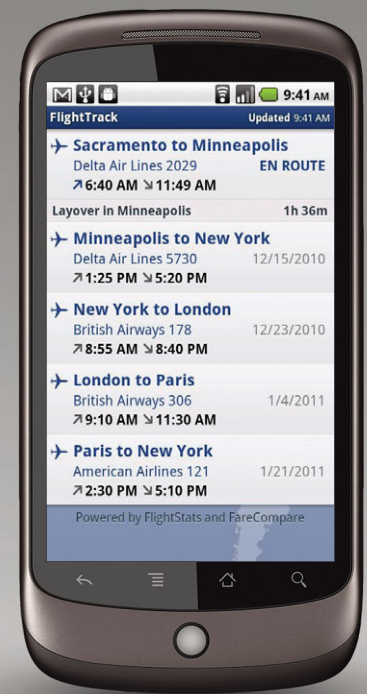 9:41 AM
FlightTrack Updated 9:41 AM
Sacramento to Minneapolis
Delta Air Lines 2029 EN ROUTE
↗6:40 AM ↘11:49 AM
Layover in Minneapolis 1h 36m
Minneapolis to New York
Delta Air Lines 5730 12/15/2010
↗1:25 PM ↘5:20 PM
New York to London
British Airways 178 12/23/2010
↗8:55 AM ↘8:40 PM
London to Paris
British Airways 306 1/4/2011
↗9:10 AM ↘11:30 AM
Paris to New York
American Airlines 121 1/21/2011
↗2:30 PM ↘5:10 PM
Powered by FlightStats and FareCompare